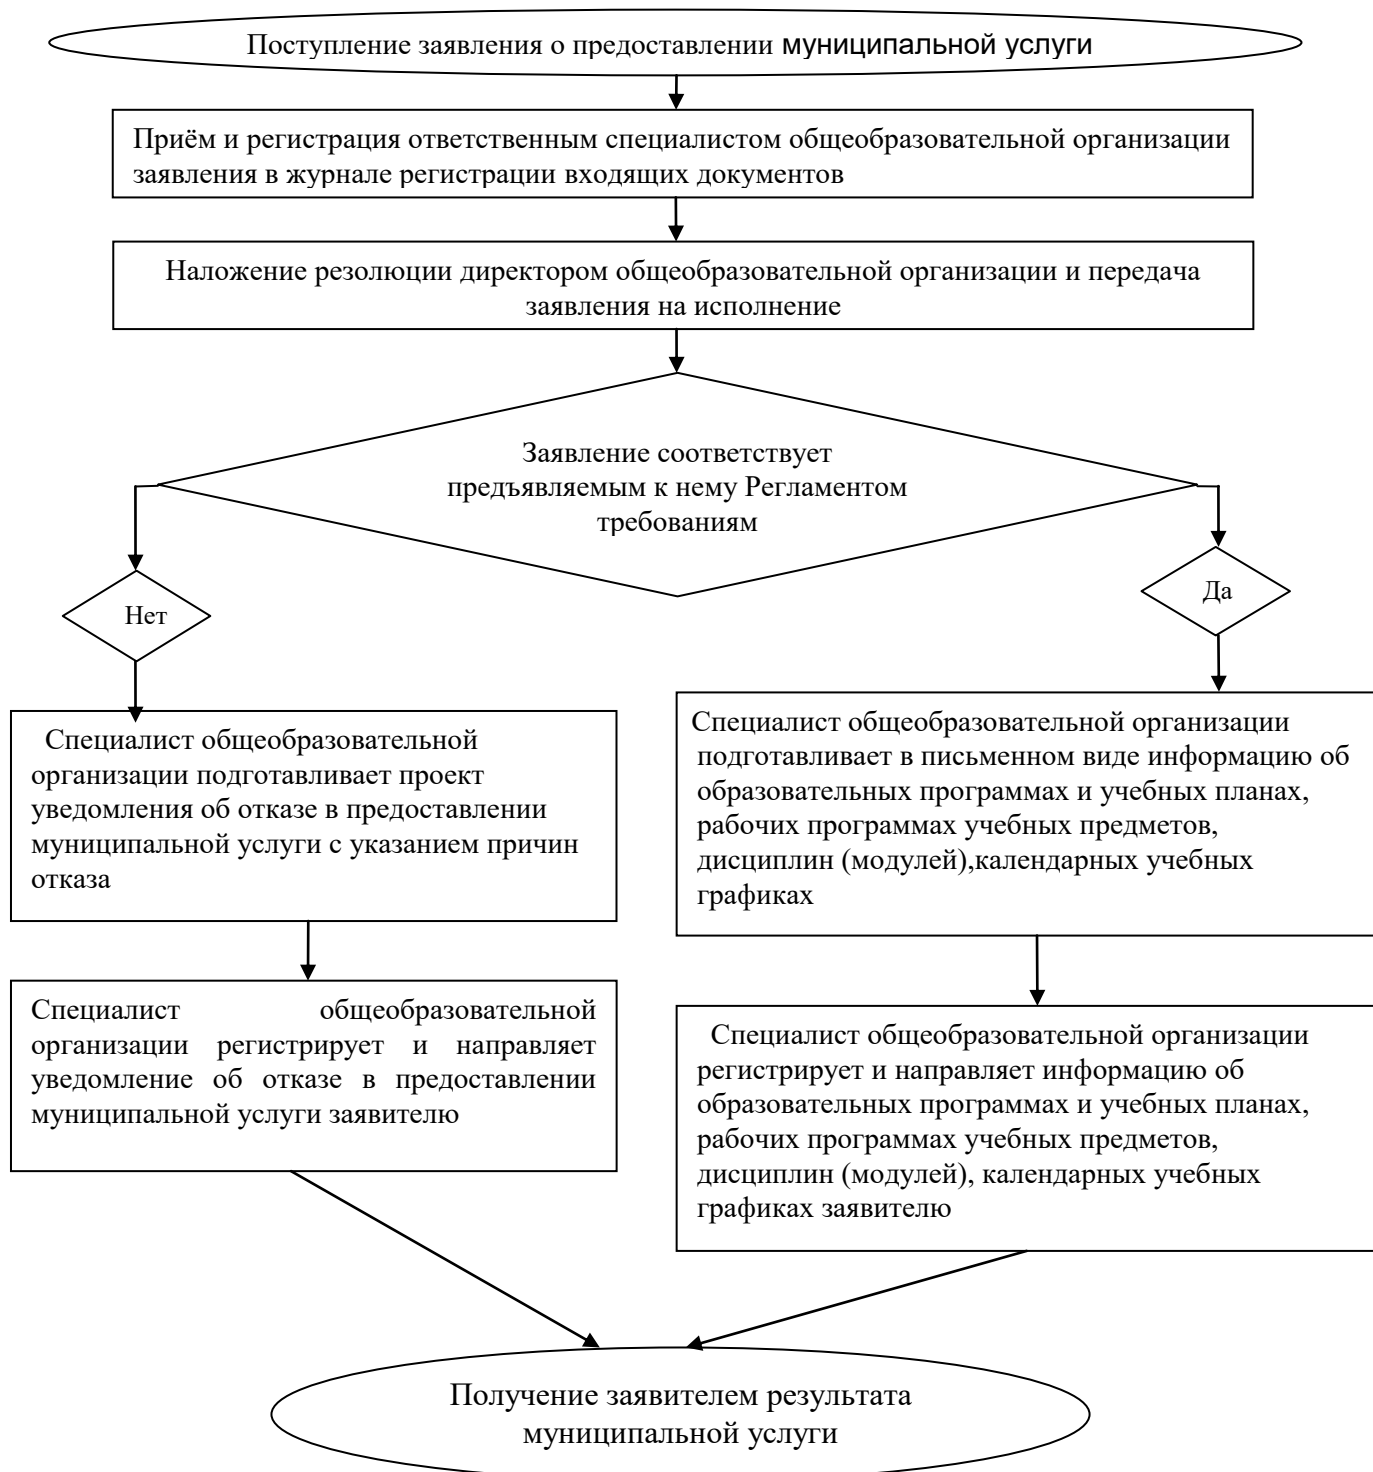 Поступление заявления о предоставлении муниципальной услуги
Приём и регистрация ответственным специалистом общеобразовательной организации
заявления в журнале регистрации входящих документов
Наложение резолюции директором общеобразовательной организации и передача
заявления на исполнение
Заявление соответствует
предъявляемым к нему Регламентом
требованиям
Нет
Да
Специалист общеобразовательной
организации подготавливает проект
уведомления об отказе в предоставлении
муниципальной услуги с указанием причин
отказа
Специалист общеобразовательной организации
подготавливает в письменном виде информацию об
образовательных программах и учебных планах,
рабочих программах учебных предметов,
дисциплин (модулей),календарных учебных
графиках
Специалист общеобразовательной
организации регистрирует и направляет
уведомление об отказе в предоставлении
муниципальной услуги заявителю
Специалист общеобразовательной организации
регистрирует и направляет информацию об
образовательных программах и учебных планах,
рабочих программах учебных предметов,
дисциплин (модулей), календарных учебных
графиках заявителю
Получение заявителем результата
муниципальной услуги